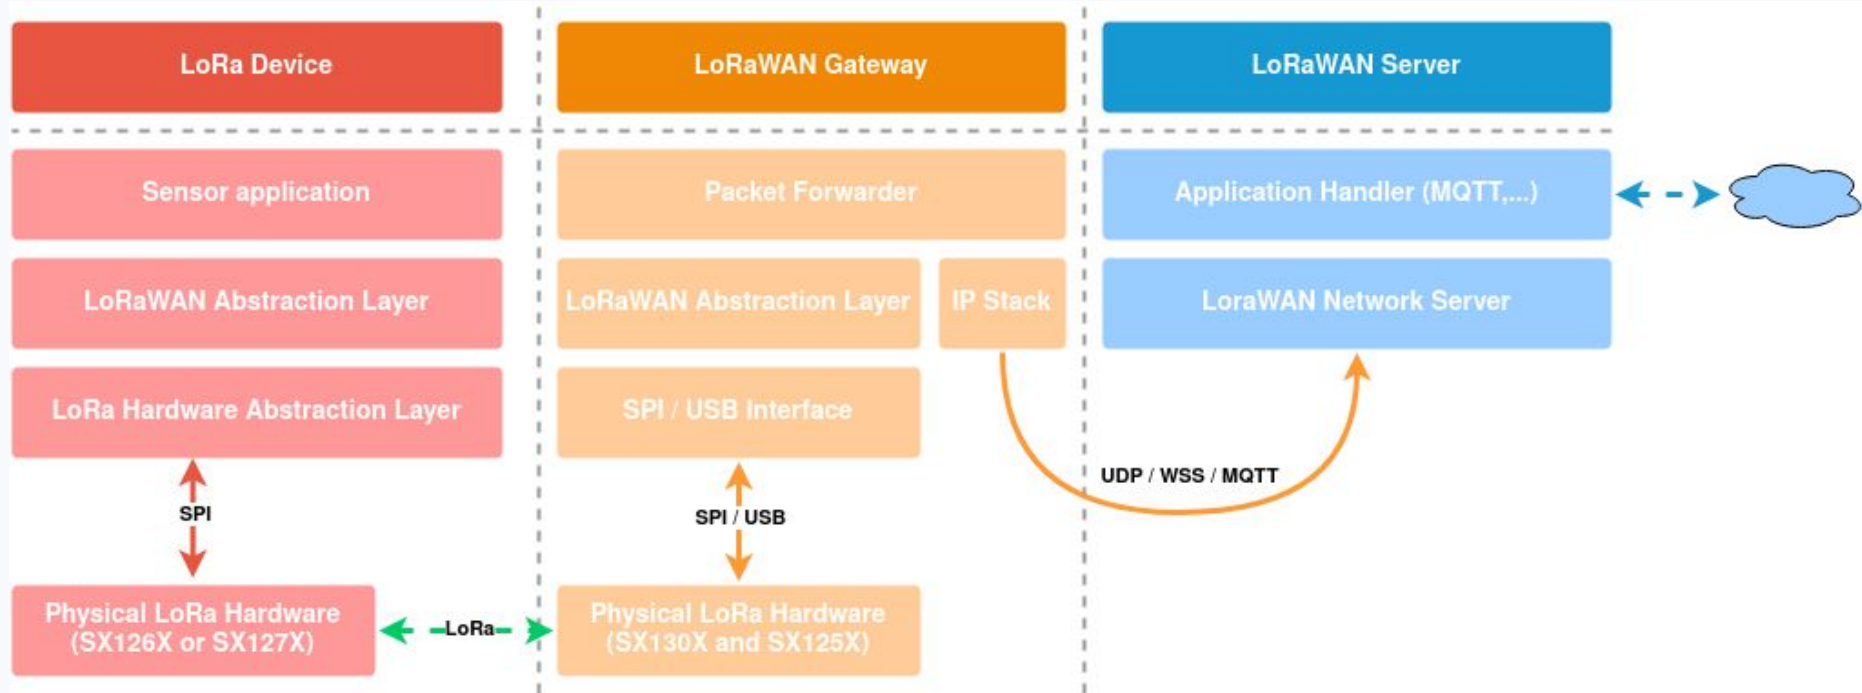 LoRa Device
LoRaWAN Gateway
LoRaWAN Server
Sensor application
Packet Forwarder
Application Handler (MQTT,...)
LoRaWAN Abstraction Layer
LoRaWAN Abstraction Layer
IP Stack
LoraWAN Network Server
LoRa Hardware Abstraction Layer
SPI / USB Interface
SPI
SPI / USB
UDP / WSS / MQTT
Physical LoRa Hardware
(SX126X or SX127X)
LoRa
Physical LoRa Hardware
(SX130X and SX125X)